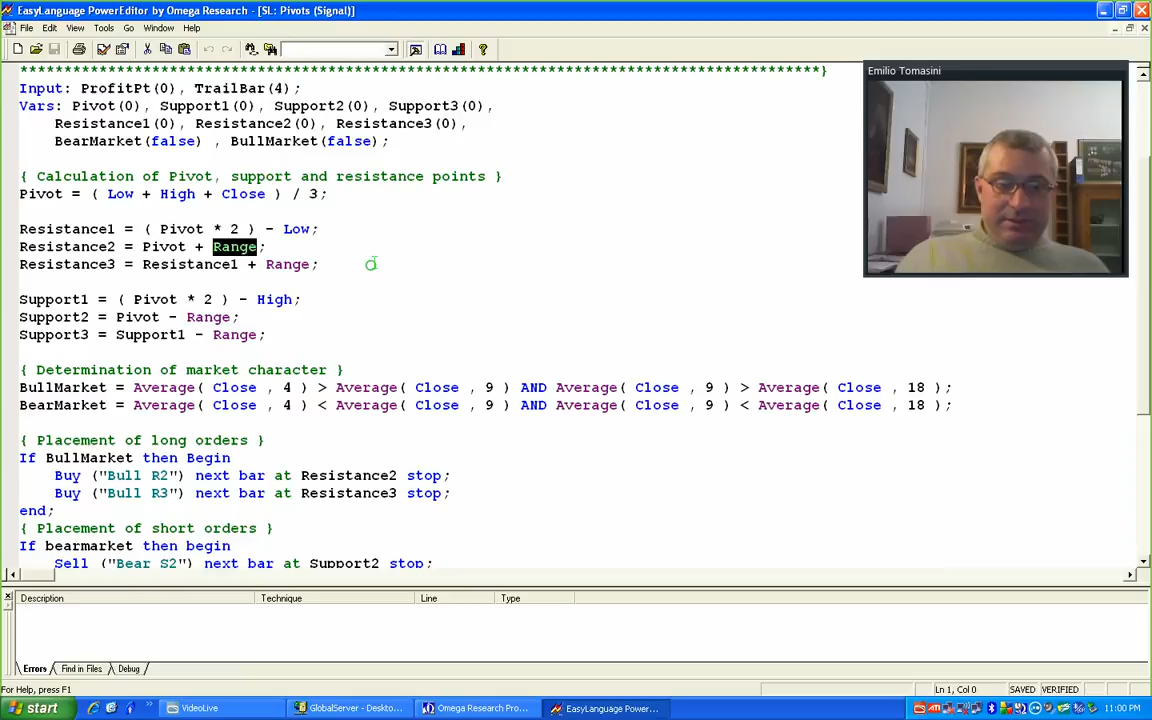 EasyLanguage PowerEditor by Omega Research - [SL: Pivots (Signal)]
File Edit View Tools Go Window Help
Emilio Tomasini
*******************************************************************************************}
Input: ProfitPt(0), TrailBar(4);
Vars: Pivot(0), Support1(0), Support2(0), Support3(0),
Resistance1(0), Resistance2(0), Resistance3(0),
BearMarket(false) , BullMarket(false);
{ Calculation of Pivot, support and resistance points }
Pivot = ( Low + High + Close ) / 3;
Resistance1 = ( Pivot * 2 ) - Low;
Resistance2 = Pivot + Range;
Resistance3 = Resistance1 + Range;
Support1 = ( Pivot * 2 ) - High;
Support2 = Pivot - Range;
Support3 = Support1 - Range;
{ Determination of market character }
BullMarket = Average( Close , 4 ) > Average( Close , 9 ) AND Average( Close , 9 ) > Average( Close , 18 );
BearMarket = Average( Close , 4 ) < Average( Close , 9 ) AND Average( Close , 9 ) < Average( Close , 18 );
{ Placement of long orders }
If BullMarket then Begin
Buy ("Bull R2") next bar at Resistance2 stop;
Buy ("Bull R3") next bar at Resistance3 stop;
end;
{ Placement of short orders }
If bearmarket then begin
Sell ("Bear S2") next bar at Support2 stop;
Description Technique Line Type
Errors Find in Files Debug
For Help, press F1 Ln 1, Col 0 SAVED VERIFIED
start VideoLive GlobalServer - Deskto... Omega Research Pro... EasyLanguage Power... 11:00 PM